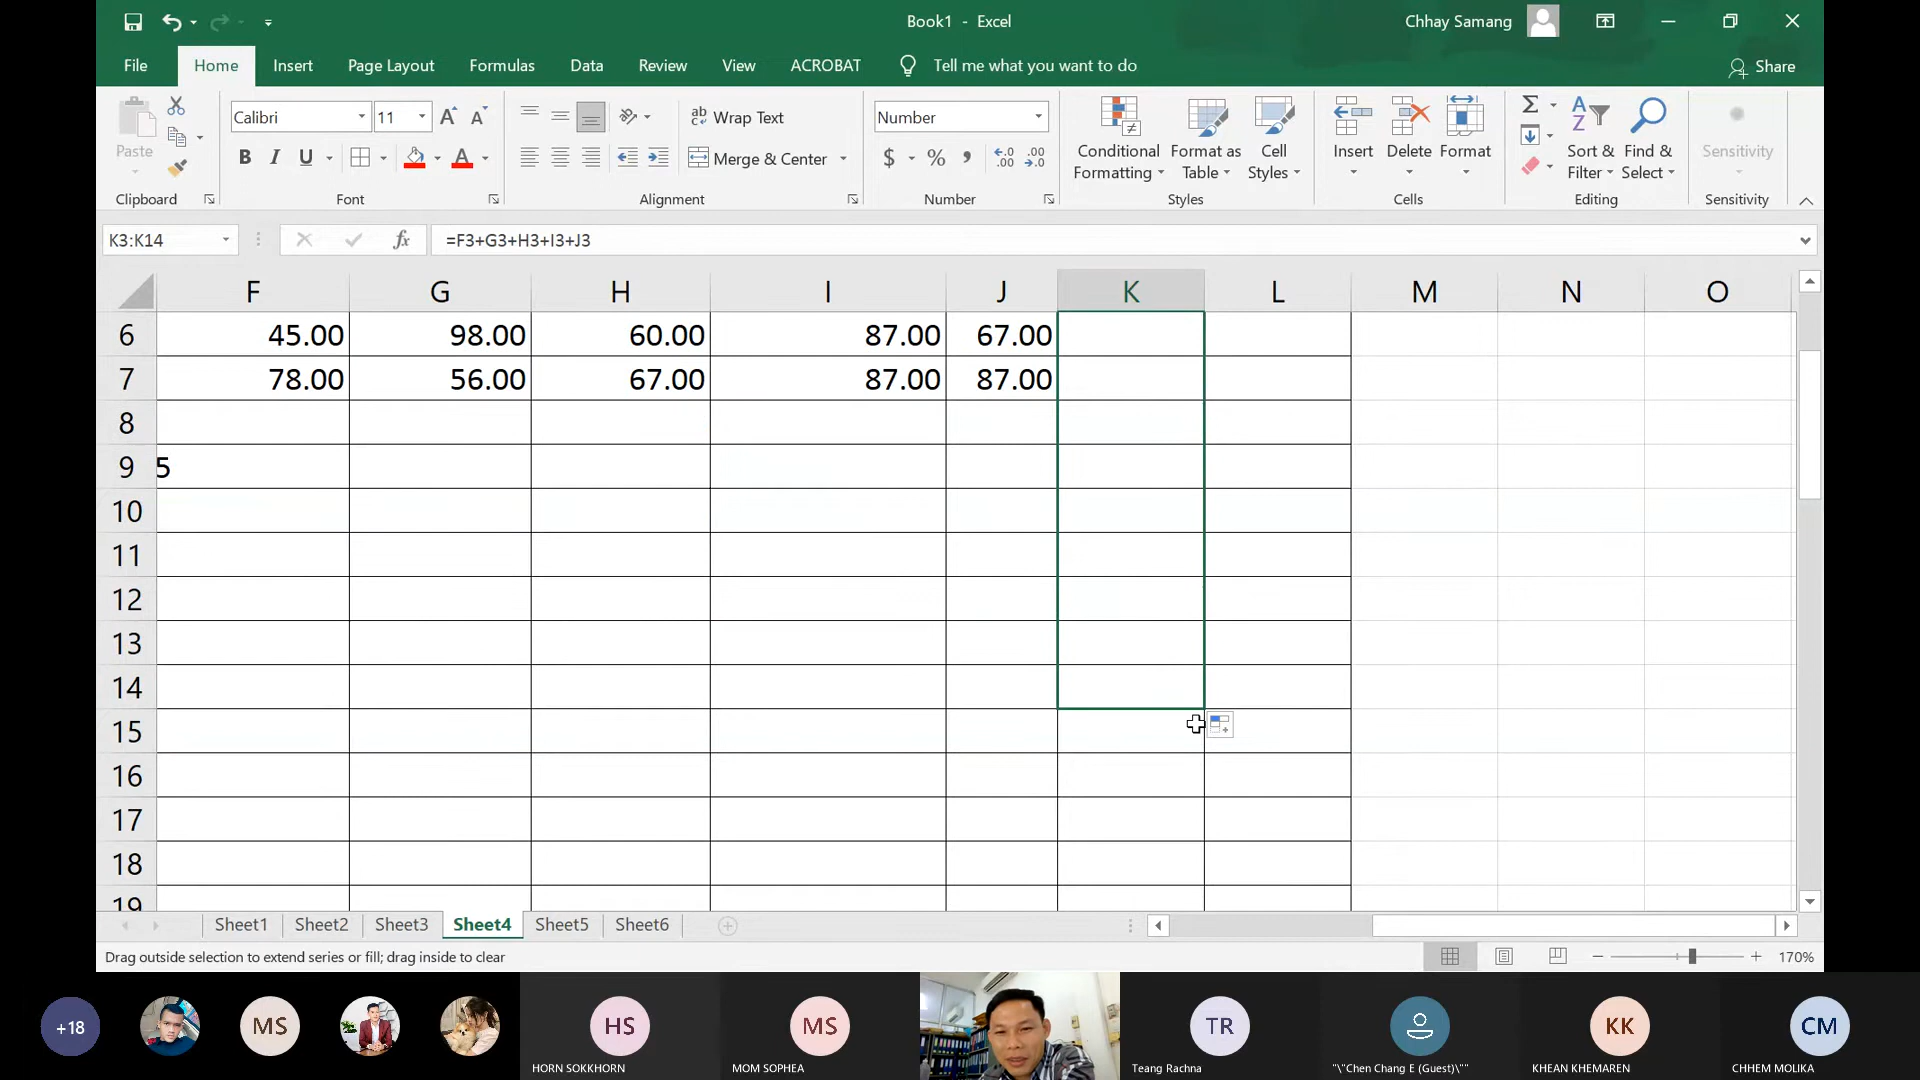 Book1 - Excel
Chhay Samang
File Home Insert Page Layout Formulas Data Review View ACROBAT Tell me what you want to do Share
Calibri 11
Wrap Text
Number
Paste
B I U
A
Merge & Center
$ % ,
Conditional Formatting
Format as Table
Cell Styles
Insert
Delete
Format
Sort & Filter
Find & Select
Sensitivity
Clipboard Font Alignment Number Styles Cells Editing Sensitivity
K3:K14 fx =F3+G3+H3+I3+J3
F G H I J K L M N O
6 45.00 98.00 60.00 87.00 67.00
7 78.00 56.00 67.00 87.00 87.00
8
9 5
10
11
12
13
14
15
16
17
18
19
Sheet1 Sheet2 Sheet3 Sheet4 Sheet5 Sheet6
Drag outside selection to extend series or fill; drag inside to clear
170%
+18 MS HS MS TR KK CM
HORN SOKKHORN MOM SOPHEA Teang Rachna "\"Chen Chang E (Guest)\"" KHEAN KHEMAREN CHHEM MOLIKA